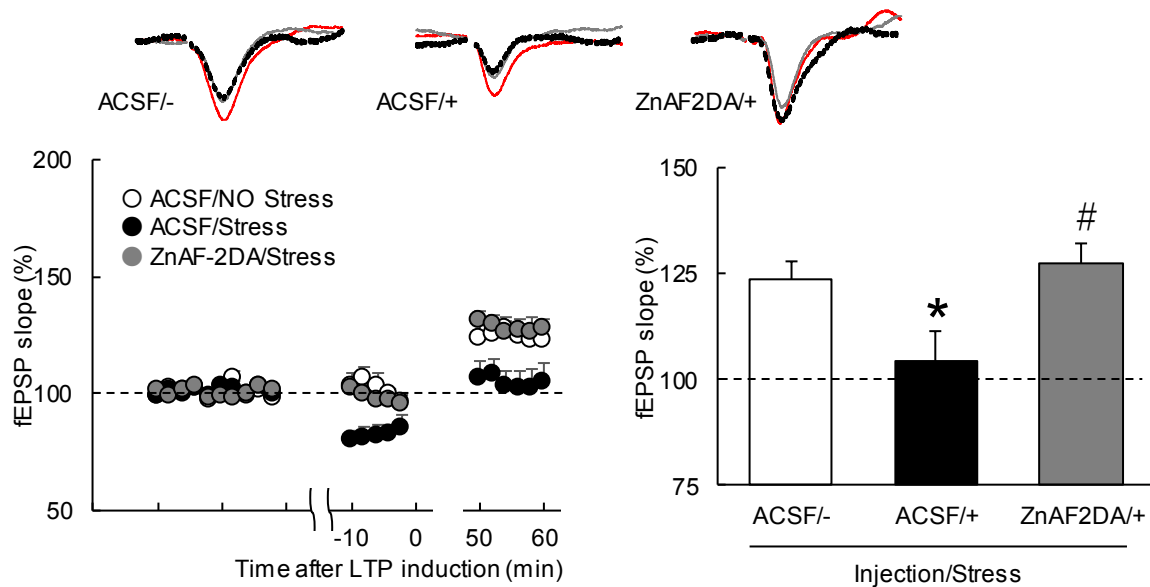 ACSF/-
ACSF/+
ZnAF2DA/+
200
150
100
50
fEPSP slope (%)
ACSF/NO Stress
ACSF/Stress
ZnAF-2DA/Stress
-10 0 50 60
Time after LTP induction (min)
150
125
100
75
fEPSP slope (%)
*
#
ACSF/- ACSF/+ ZnAF2DA/+
Injection/Stress